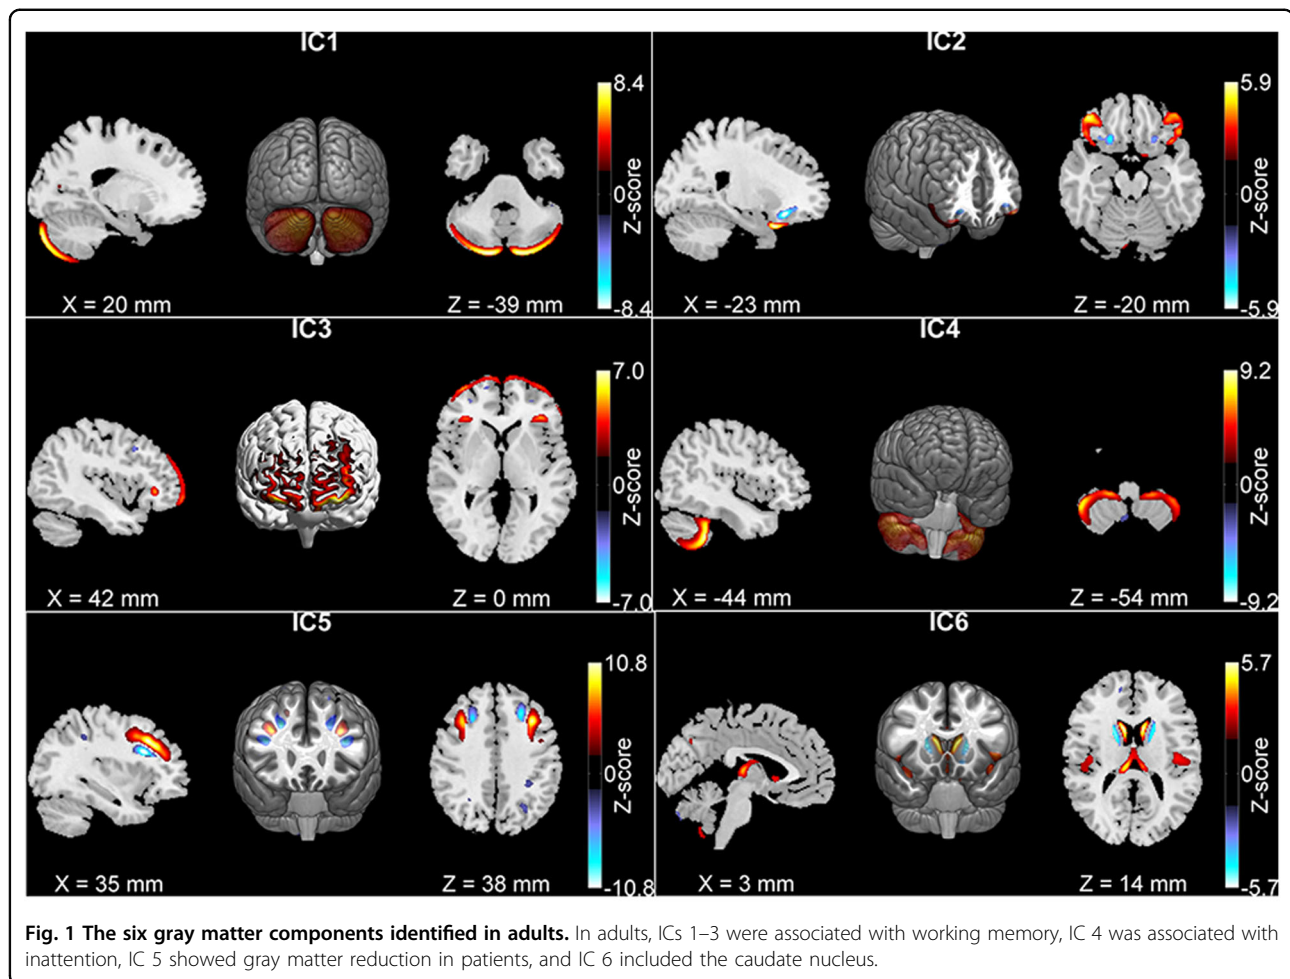 IC1
8.4
Z-score
0
-8.4
X = 20 mm
Z = -39 mm
IC2
5.9
Z-score
0
-5.9
X = -23 mm
Z = -20 mm
IC3
7.0
Z-score
0
-7.0
X = 42 mm
Z = 0 mm
IC4
9.2
Z-score
0
-9.2
X = -44 mm
Z = -54 mm
IC5
10.8
Z-score
0
-10.8
X = 35 mm
Z = 38 mm
IC6
5.7
Z-score
0
-5.7
X = 3 mm
Z = 14 mm
Fig. 1 The six gray matter components identified in adults. In adults, ICs 1–3 were associated with working memory, IC 4 was associated with
inattention, IC 5 showed gray matter reduction in patients, and IC 6 included the caudate nucleus.